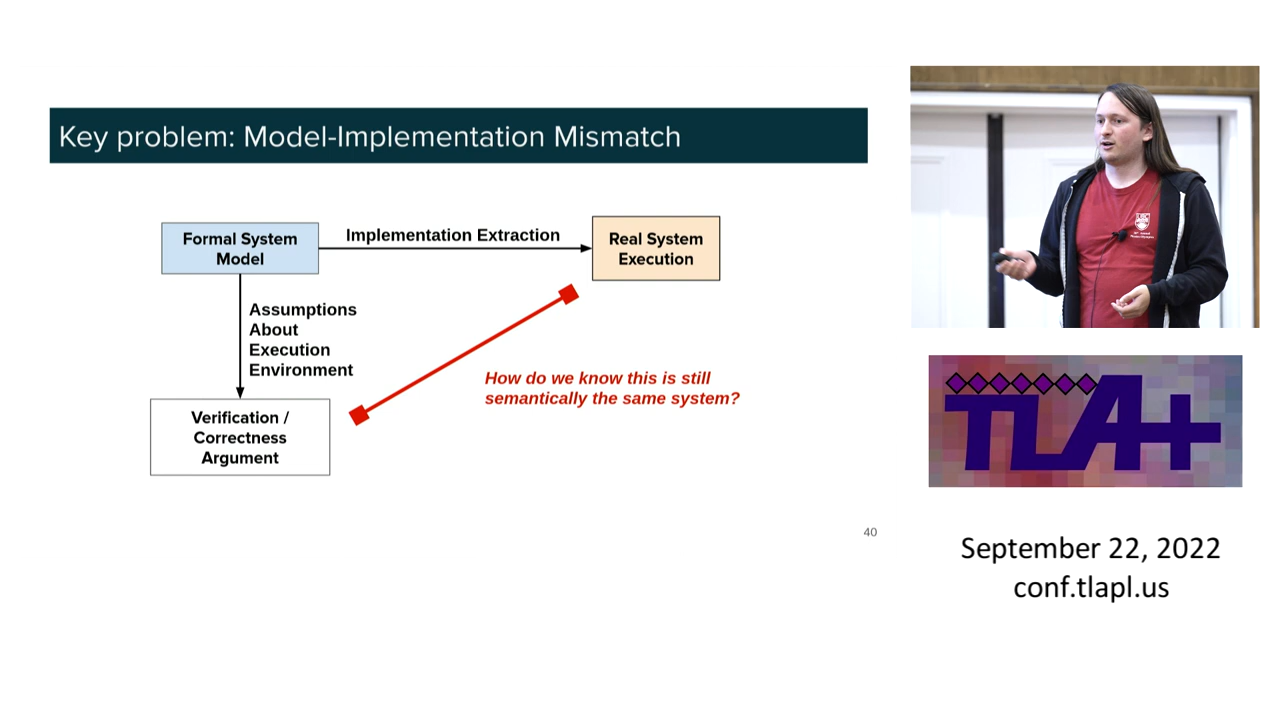 Key problem: Model-Implementation Mismatch
Formal System
Model
Implementation Extraction
Real System
Execution
Assumptions
About
Execution
Environment
Verification /
Correctness
Argument
How do we know this is still
semantically the same system?
40
UBC
TLA+
September 22, 2022
conf.tlapl.us